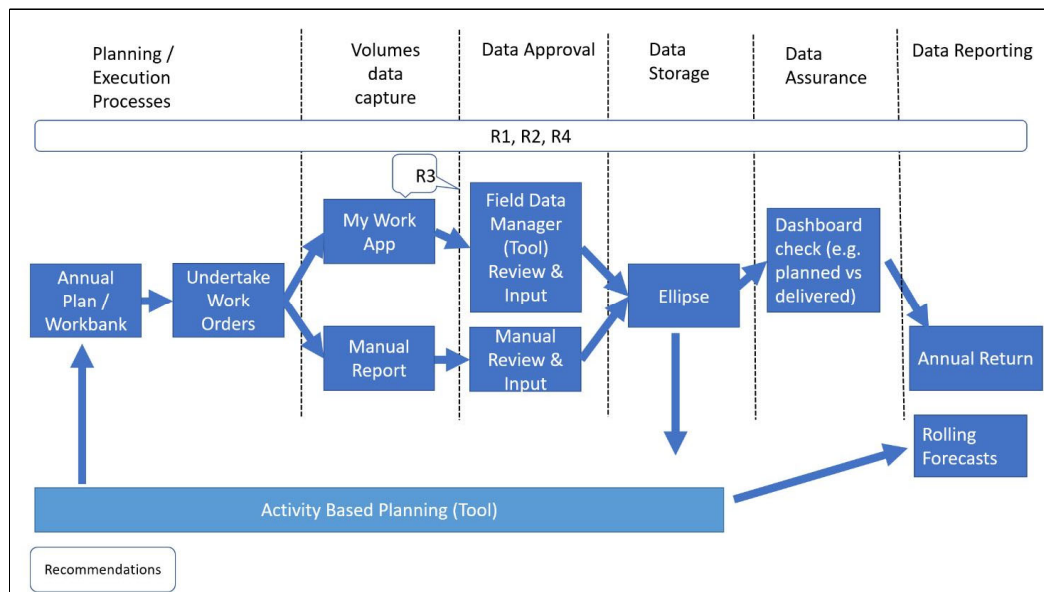 Planning /
Execution
Processes
Volumes
data
capture
Data Approval
Data
Storage
Data
Assurance
Data Reporting
R1, R2, R4
R3
My Work
App
Field Data
Manager
(Tool)
Review &
Input
Dashboard
check (e.g.
planned vs
delivered)
Annual
Plan /
Workbank
Undertake
Work
Orders
Ellipse
Manual
Report
Manual
Review &
Input
Annual Return
Rolling
Forecasts
Activity Based Planning (Tool)
Recommendations